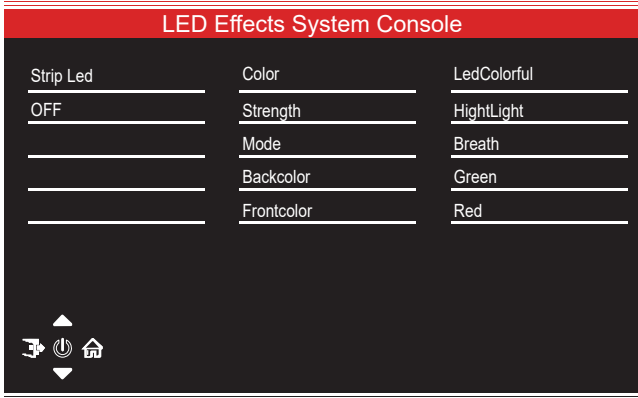 LED Effects System Console
Strip Led Color LedColorful
OFF Strength HightLight
Mode Breath
Backcolor Green
Frontcolor Red